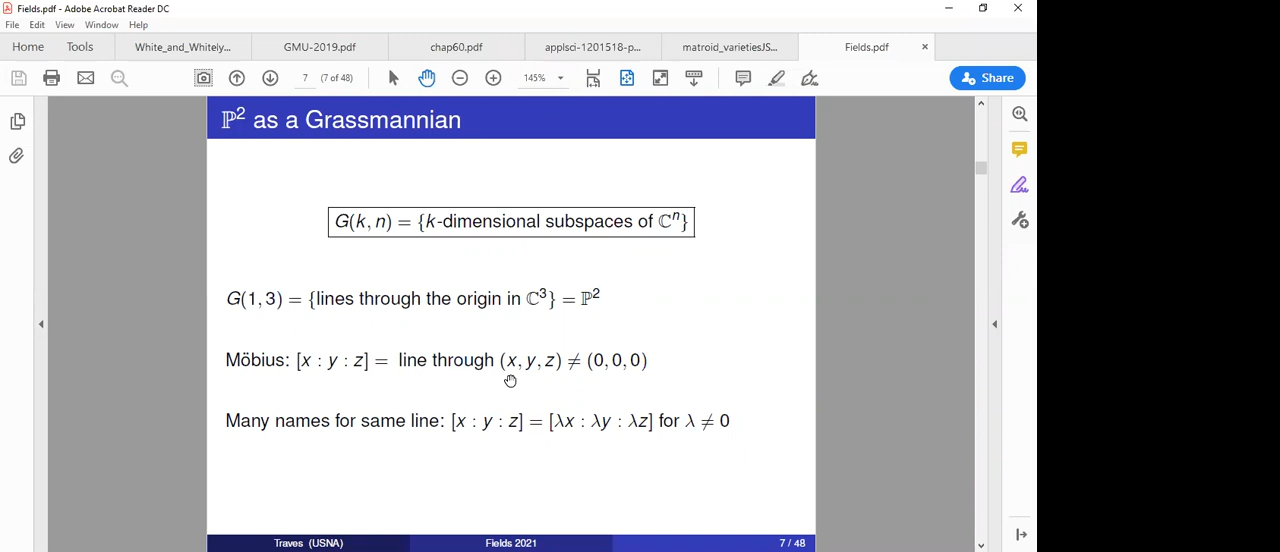 Fields.pdf - Adobe Acrobat Reader DC
File Edit View Window Help
Home Tools White_and_Whitely... GMU-2019.pdf chap60.pdf applsci-1201518-p... matroid_varietiesJS... Fields.pdf ×
7 (7 of 48) 145% Share
ℙ² as a Grassmannian
G(k, n) = {k-dimensional subspaces of ℂⁿ}
G(1, 3) = {lines through the origin in ℂ³} = ℙ²
Möbius: [x : y : z] = line through (x, y, z) ≠ (0, 0, 0)
Many names for same line: [x : y : z] = [λx : λy : λz] for λ ≠ 0
Traves (USNA) Fields 2021 7 / 48